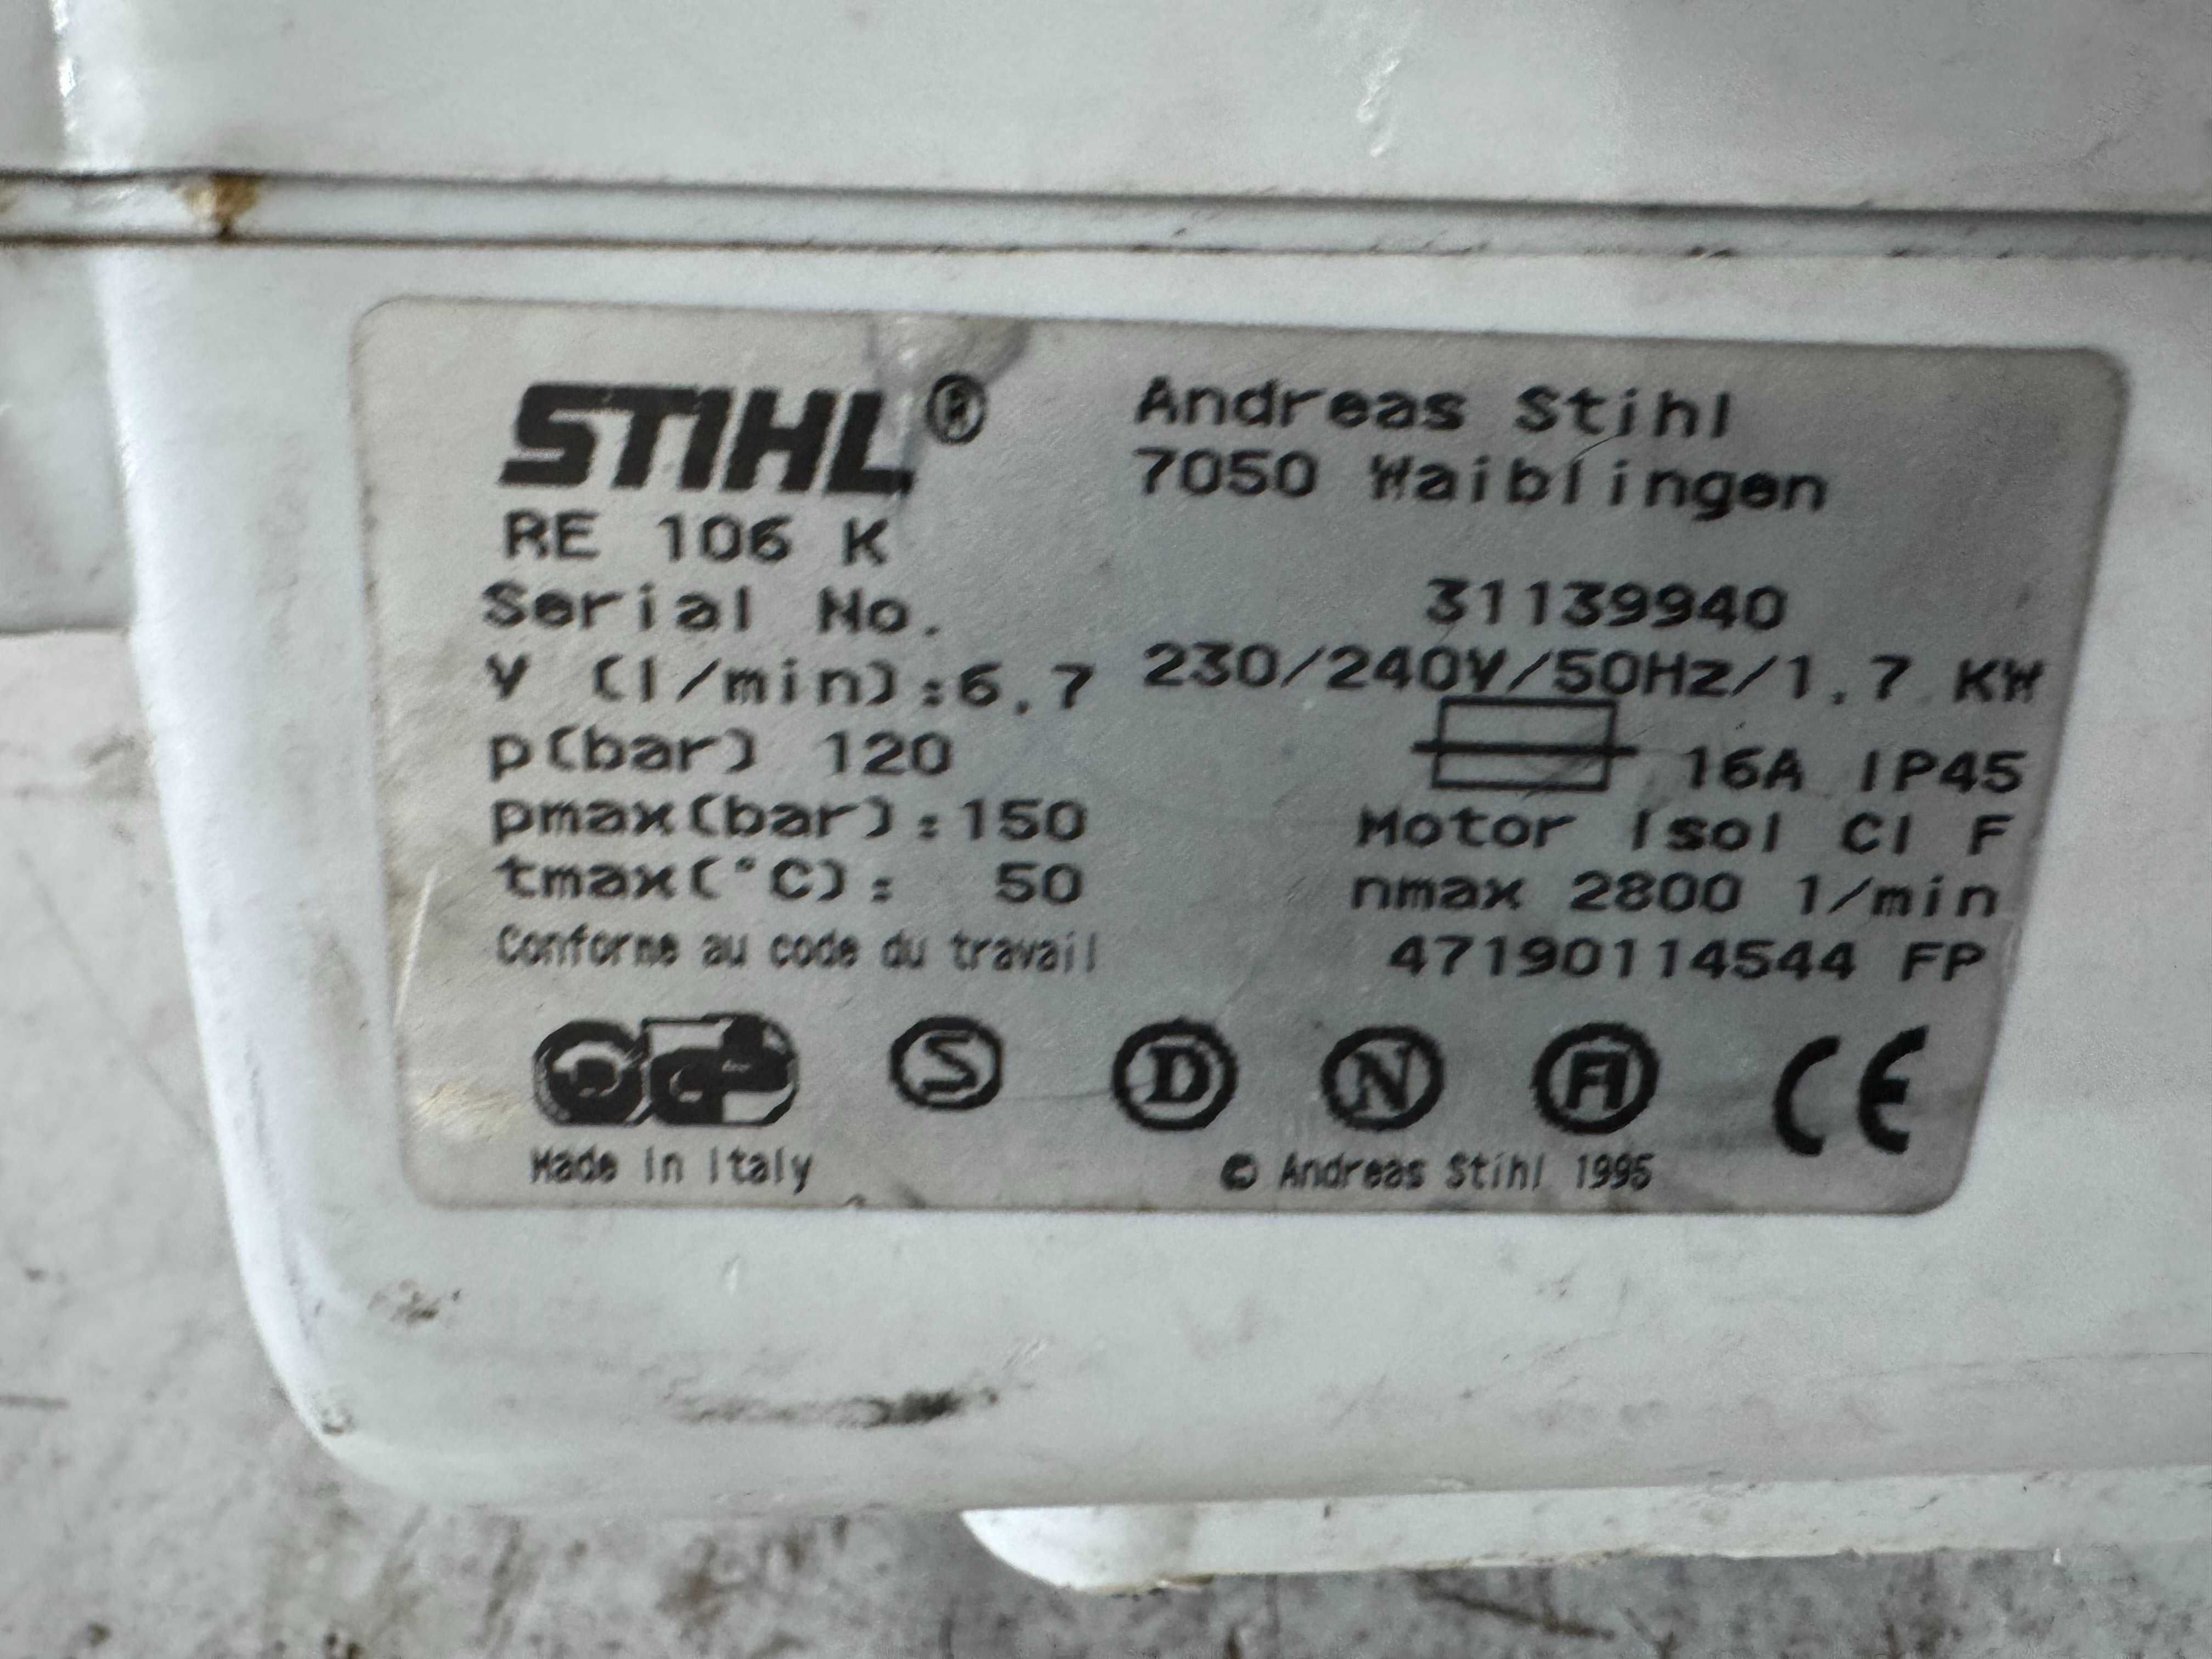 STIHL®
Andreas Stihl
7050 Waiblingen
RE 106 K
Serial No. 31139940
V (l/min):6.7 230/240V/50Hz/1.7 KW
p(bar) 120
16A IP45
pmax(bar):150
Motor Isol Cl F
tmax(°C): 50
nmax 2800 1/min
Conforme au code du travail
47190114544 FP
S D N FI CE
Made in Italy
© Andreas Stihl 1995